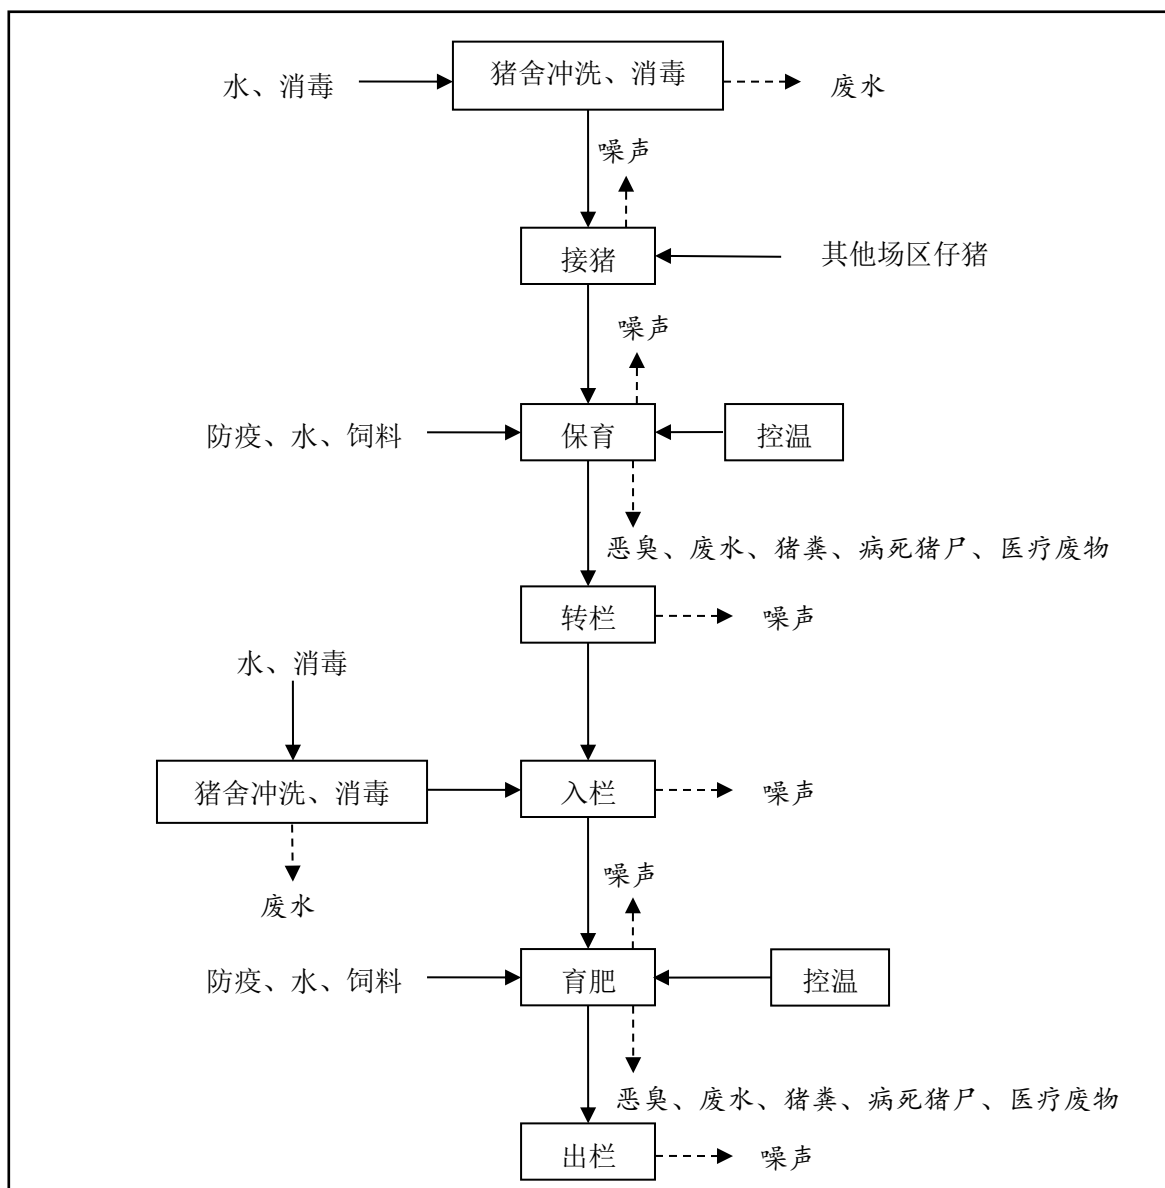 猪舍冲洗、消毒
水、消毒
废水
噪声
接猪
其他场区仔猪
噪声
防疫、水、饲料
保育
控温
恶臭、废水、猪粪、病死猪尸、医疗废物
转栏
噪声
水、消毒
猪舍冲洗、消毒
入栏
噪声
废水
噪声
防疫、水、饲料
育肥
控温
恶臭、废水、猪粪、病死猪尸、医疗废物
出栏
噪声